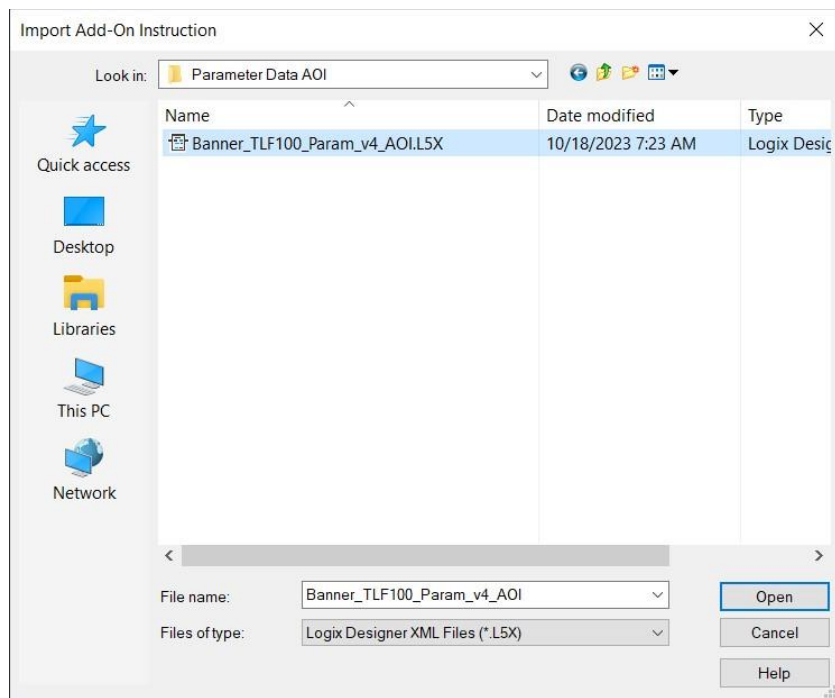 Import Add-On Instruction
Look in: Parameter Data AOI
Name Date modified Type
Banner_TLF100_Param_v4_AOI.L5X 10/18/2023 7:23 AM Logix Desig
Quick access
Desktop
Libraries
This PC
Network
File name: Banner_TLF100_Param_v4_AOI Open
Files of type: Logix Designer XML Files (*.L5X) Cancel
Help